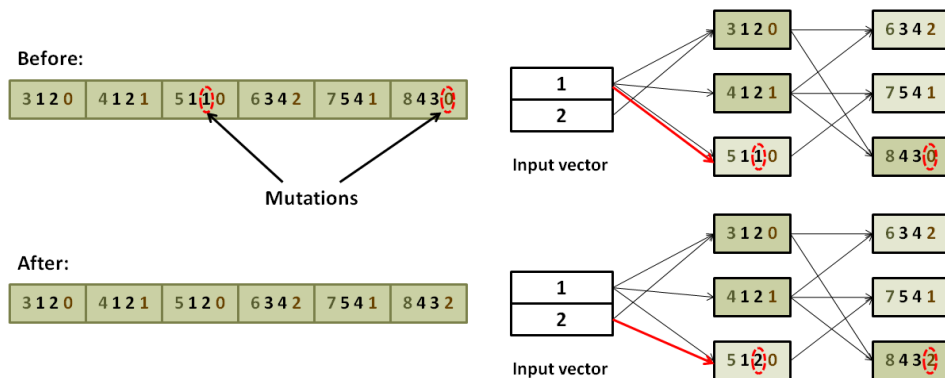 Before:
3 1 2 0 4 1 2 1 5 1 1 0 6 3 4 2 7 5 4 1 8 4 3 0
Mutations
1
2
Input vector
3 1 2 0
4 1 2 1
5 1 1 0
6 3 4 2
7 5 4 1
8 4 3 0
After:
3 1 2 0 4 1 2 1 5 1 2 0 6 3 4 2 7 5 4 1 8 4 3 2
1
2
Input vector
3 1 2 0
4 1 2 1
5 1 2 0
6 3 4 2
7 5 4 1
8 4 3 2